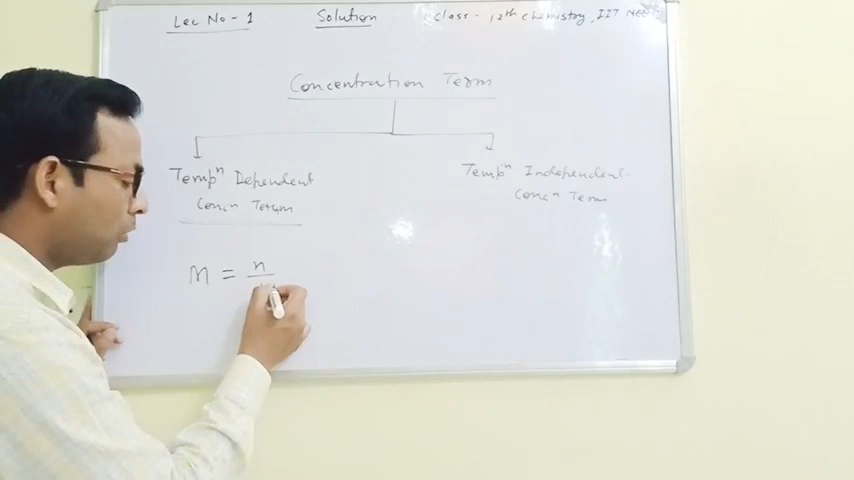 Lec No - 1 Solution Class - 12th Chemistry, IIT NEET
Concentration Term
Tempⁿ Dependent
Concⁿ Term
Tempⁿ Independent
Concⁿ Term
M = n